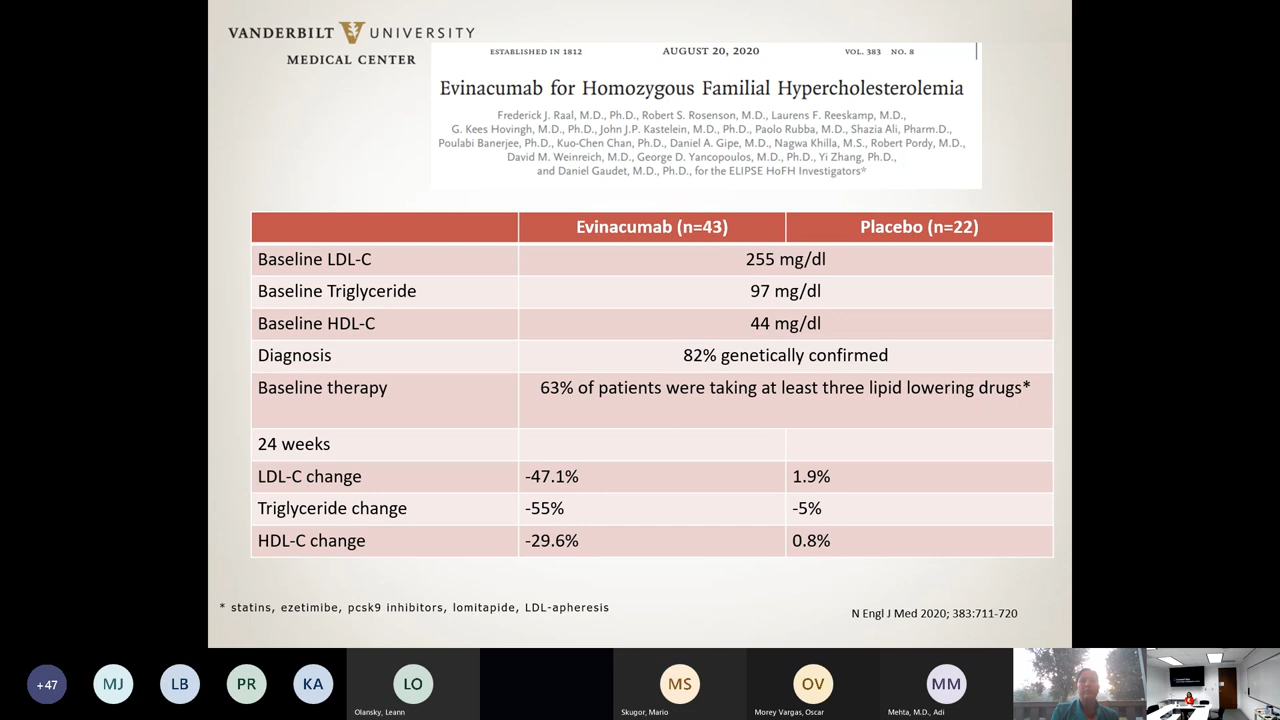 VANDERBILT UNIVERSITY
MEDICAL CENTER
ESTABLISHED IN 1812 AUGUST 20, 2020 VOL. 383 NO. 8
Evinacumab for Homozygous Familial Hypercholesterolemia
Frederick J. Raal, M.D., Ph.D., Robert S. Rosenson, M.D., Laurens F. Reeskamp, M.D.,
G. Kees Hovingh, M.D., Ph.D., John J.P. Kastelein, M.D., Ph.D., Paolo Rubba, M.D., Shazia Ali, Pharm.D.,
Poulabi Banerjee, Ph.D., Kuo-Chen Chan, Ph.D., Daniel A. Gipe, M.D., Nagwa Khilla, M.S., Robert Pordy, M.D.,
David M. Weinreich, M.D., George D. Yancopoulos, M.D., Ph.D., Yi Zhang, Ph.D.,
and Daniel Gaudet, M.D., Ph.D., for the ELIPSE HoFH Investigators*
Evinacumab (n=43) Placebo (n=22)
Baseline LDL-C 255 mg/dl
Baseline Triglyceride 97 mg/dl
Baseline HDL-C 44 mg/dl
Diagnosis 82% genetically confirmed
Baseline therapy 63% of patients were taking at least three lipid lowering drugs*
24 weeks
LDL-C change -47.1% 1.9%
Triglyceride change -55% -5%
HDL-C change -29.6% 0.8%
* statins, ezetimibe, pcsk9 inhibitors, lomitapide, LDL-apheresis
N Engl J Med 2020; 383:711-720
+47 MJ LB PR KA LO MS OV MM
Olansky, Leann Skugor, Mario Morey Vargas, Oscar Mehta, M.D., Adi